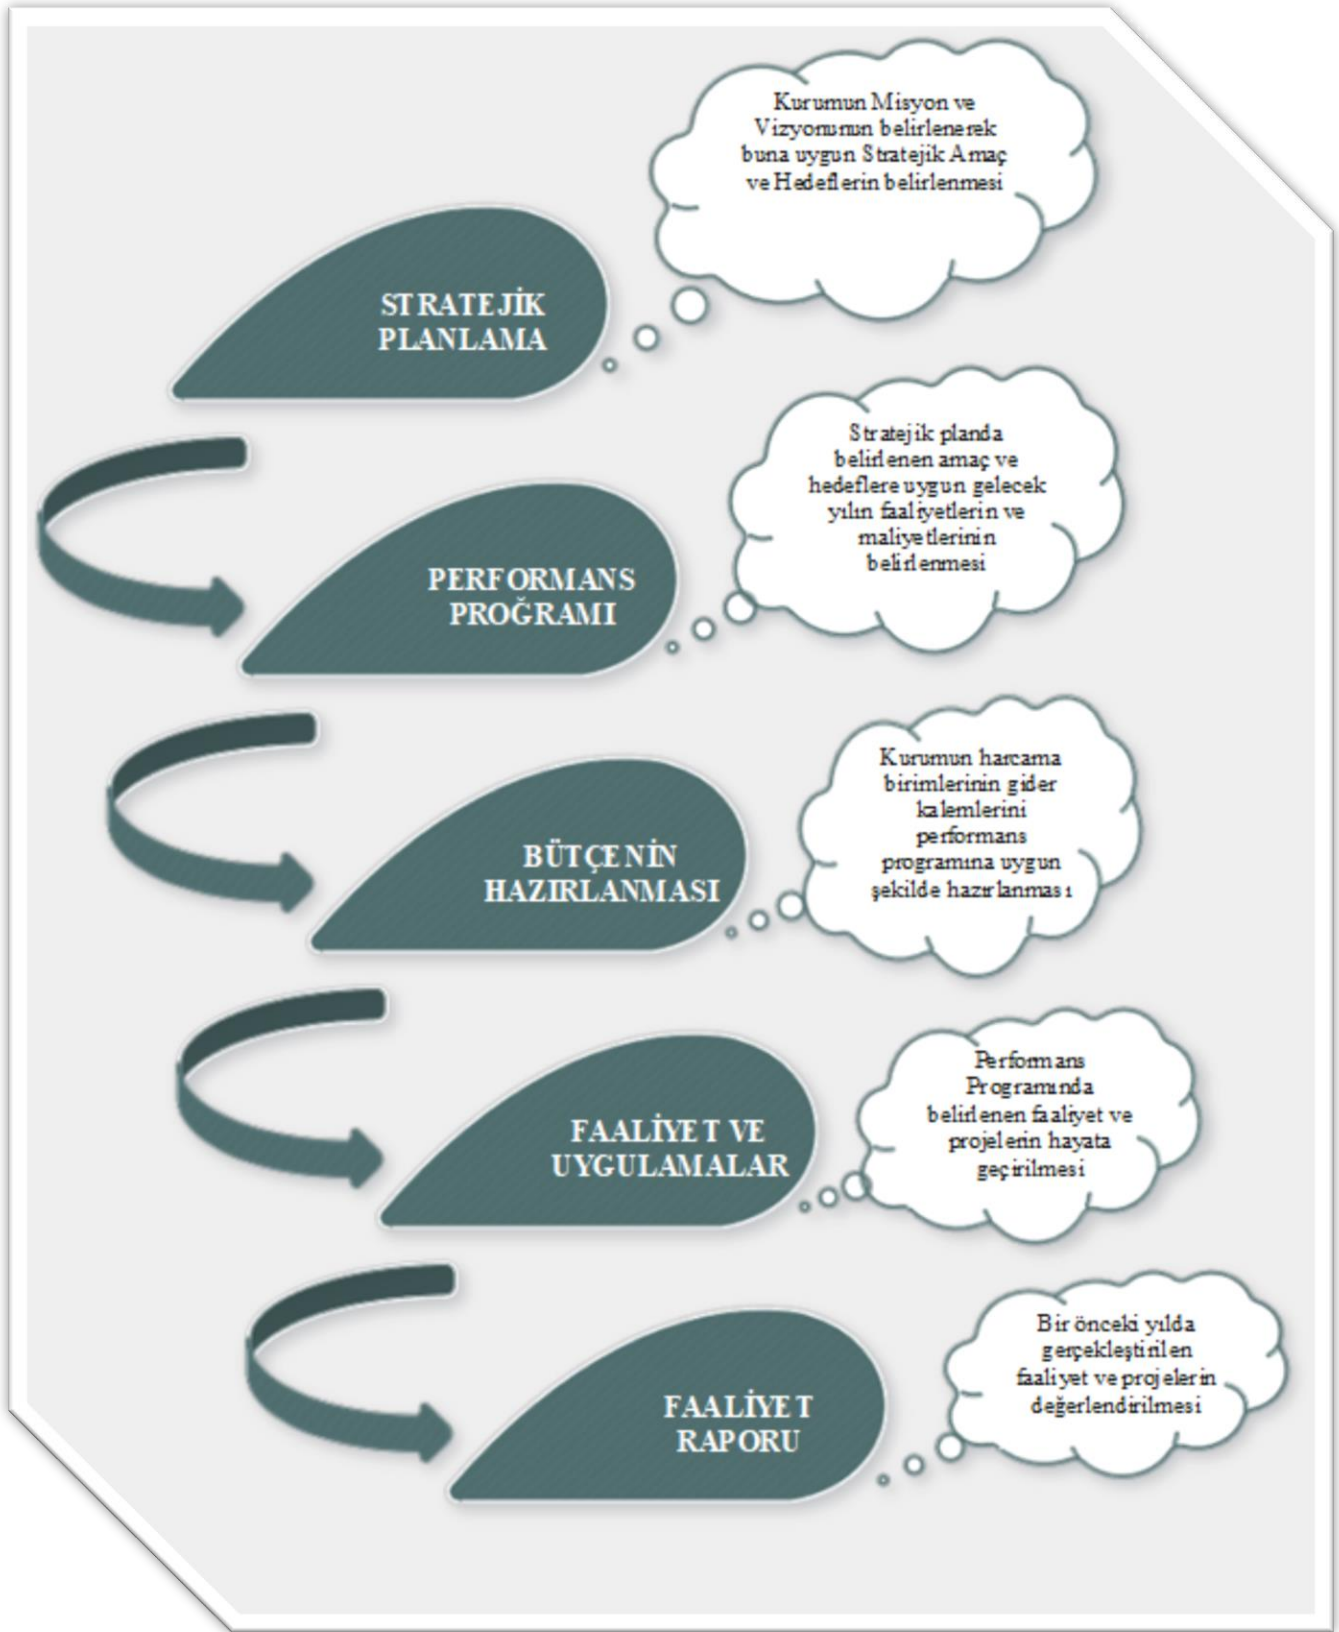 Kurumun Misyon ve
Vizyonunun belirlenerek
buna uygun Stratejik Amaç
ve Hedeflerin belirlenmesi
STRATEJİK
PLANLAMA
Stratejik planda
belirlenen amaç ve
hedeflere uygun gelecek
yılın faaliyetlerin ve
maliyetlerinin
belirlenmesi
PERFORMANS
PROĞRAMI
Kurumun harcama
birimlerinin gider
kalemlerini
performans
programına uygun
şekilde hazırlanması
BÜTÇENİN
HAZIRLANMASI
Performans
Programında
belirlenen faaliyet ve
projelerin hayata
geçirilmesi
FAALİYET VE
UYGULAMALAR
Bir önceki yılda
gerçekleştirilen
faaliyet ve projelerin
değerlendirilmesi
FAALİYET
RAPORU